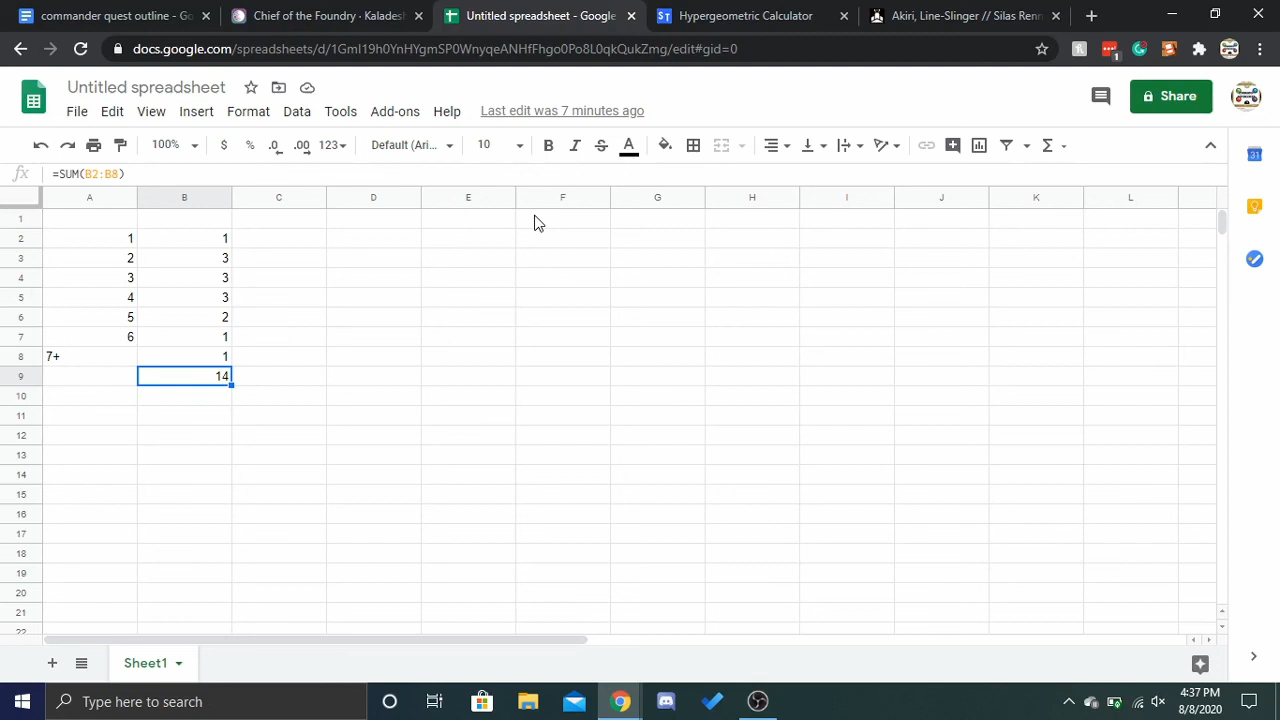 commander quest outline - Go
Chief of the Foundry - Kalades
Untitled spreadsheet - Google
ST Hypergeometric Calculator
Akiri, Line-Slinger // Silas Renn
docs.google.com/spreadsheets/d/1GmI19h0YnHYgmSP0WnyqeANHfFhgo0Po8L0qkQukZmg/edit#gid=0
1
Untitled spreadsheet
File Edit View Insert Format Data Tools Add-ons Help Last edit was 7 minutes ago
Share
100% $ % .0 .00 123 Default (Ari... 10 B I S A Σ
31
fx =SUM(B2:B8)
A B C D E F G H I J K L
1
2 1 1
3 2 3
4 3 3
5 4 3
6 5 2
7 6 1
8 7+ 1
9 14
10
11
12
13
14
15
16
17
18
19
20
21
22
Sheet1
Type here to search
4:37 PM
8/8/2020